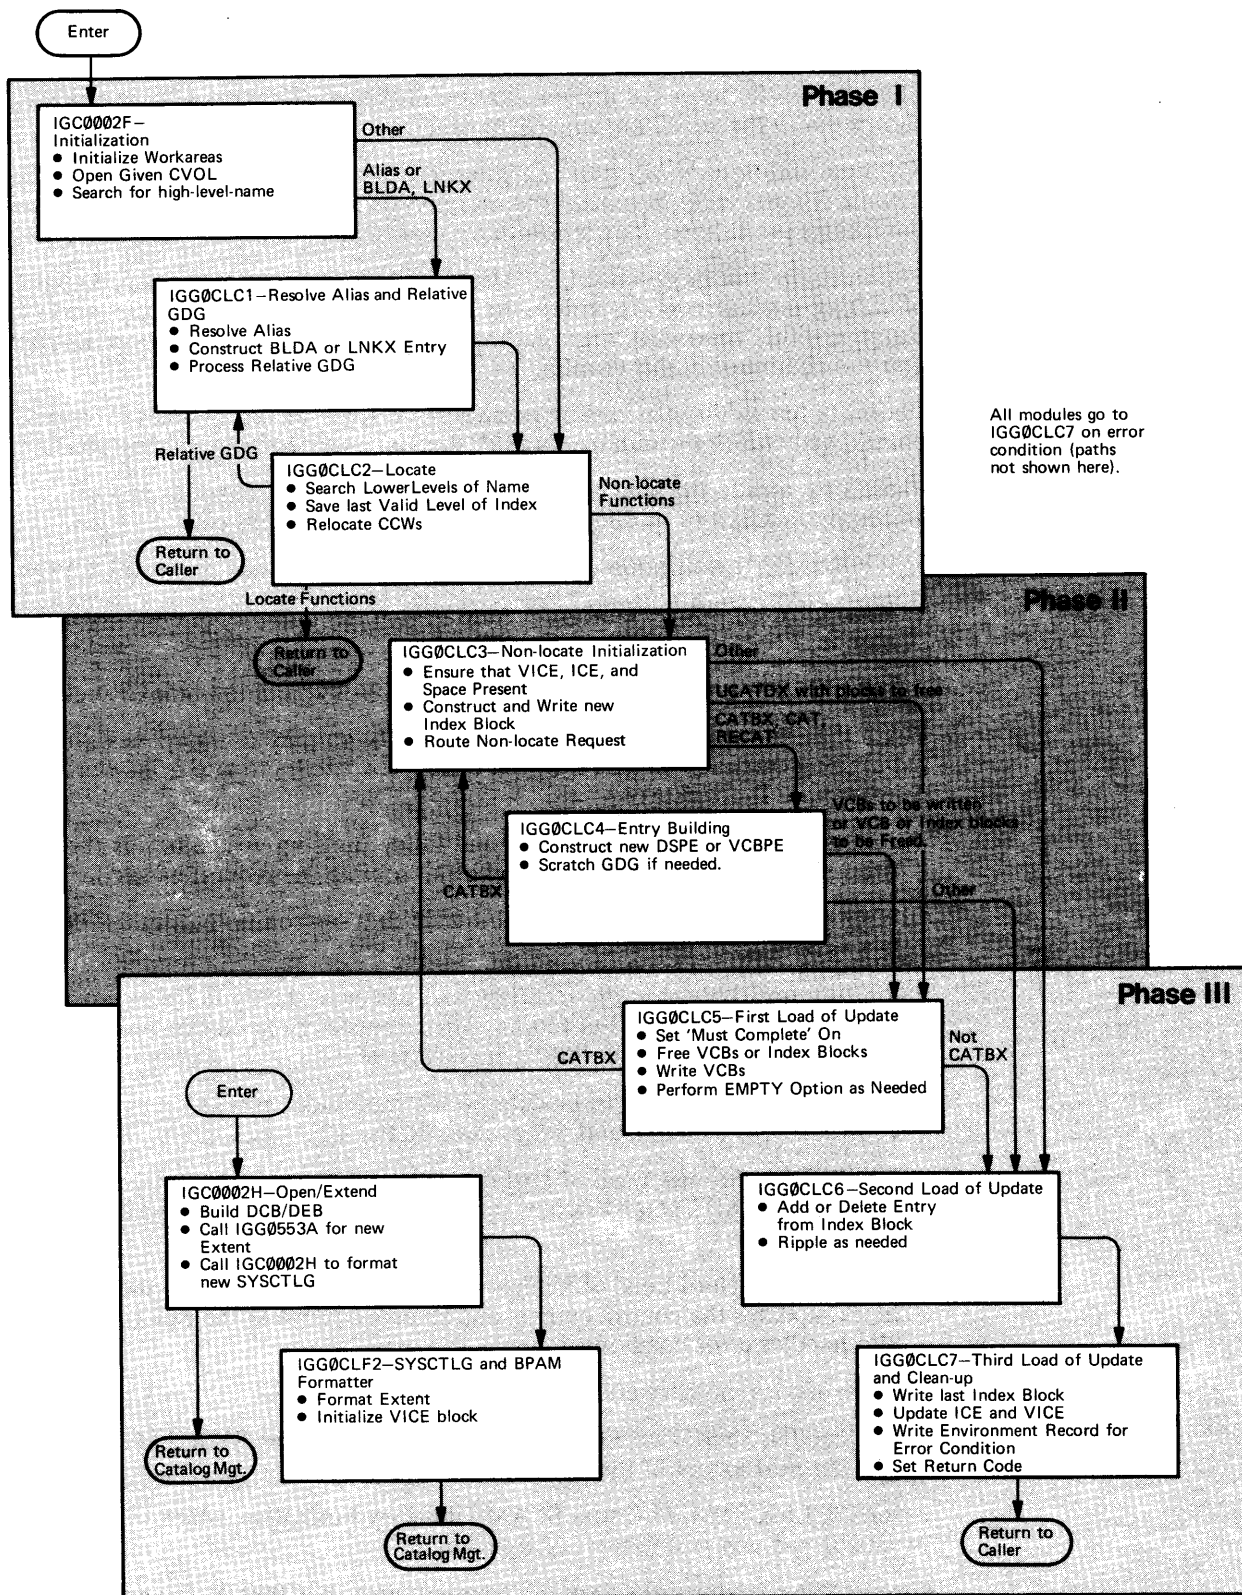 Enter
Phase I
IGC0002F—
Initialization
● Initialize Workareas
● Open Given CVOL
● Search for high-level-name
Other
Alias or
BLDA, LNKX
IGG0CLC1—Resolve Alias and Relative
GDG
● Resolve Alias
● Construct BLDA or LNKX Entry
● Process Relative GDG
Relative GDG
Return to
Caller
IGG0CLC2—Locate
● Search Lower Levels of Name
● Save last Valid Level of Index
● Relocate CCWs
Non-locate
Functions
All modules go to
IGG0CLC7 on error
condition (paths
not shown here).
Locate Functions
Return to
Caller
Phase II
IGG0CLC3—Non-locate Initialization
● Ensure that VICE, ICE, and
Space Present
● Construct and Write new
Index Block
● Route Non-locate Request
Other
UCATDX with blocks to free
CATBX, CAT,
RECAT
IGG0CLC4—Entry Building
● Construct new DSPE or VCBPE
● Scratch GDG if needed.
CATBX
VCBs to be written
or VCB or Index blocks
to be Freed.
Other
Phase III
IGG0CLC5—First Load of Update
● Set 'Must Complete' On
● Free VCBs or Index Blocks
● Write VCBs
● Perform EMPTY Option as Needed
CATBX
Not
CATBX
Enter
IGC0002H—Open/Extend
● Build DCB/DEB
● Call IGG0553A for new
Extent
● Call IGC0002H to format
new SYSCTLG
IGG0CLC6—Second Load of Update
● Add or Delete Entry
from Index Block
● Ripple as needed
IGG0CLF2—SYSCTLG and BPAM
Formatter
● Format Extent
● Initialize VICE block
IGG0CLC7—Third Load of Update
and Clean-up
● Write last Index Block
● Update ICE and VICE
● Write Environment Record for
Error Condition
● Set Return Code
Return to
Catalog Mgt.
Return to
Catalog Mgt.
Return to
Caller